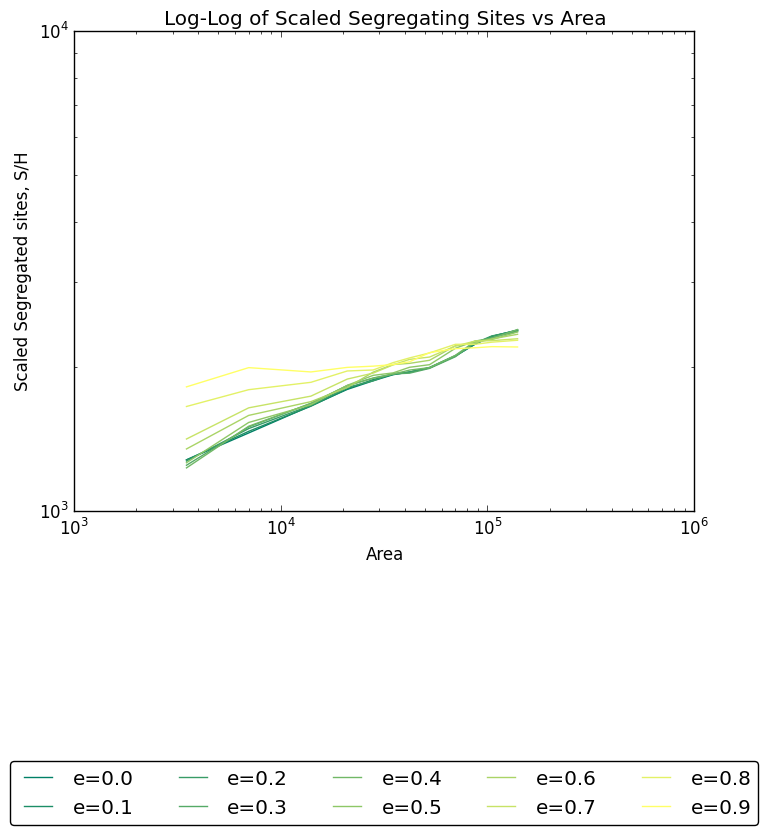 Log-Log of Scaled Segregating Sites vs Area
10^4
Scaled Segregated sites, S/H
10^3
10^3 10^4 10^5 10^6
Area
e=0.0 e=0.2 e=0.4 e=0.6 e=0.8
e=0.1 e=0.3 e=0.5 e=0.7 e=0.9